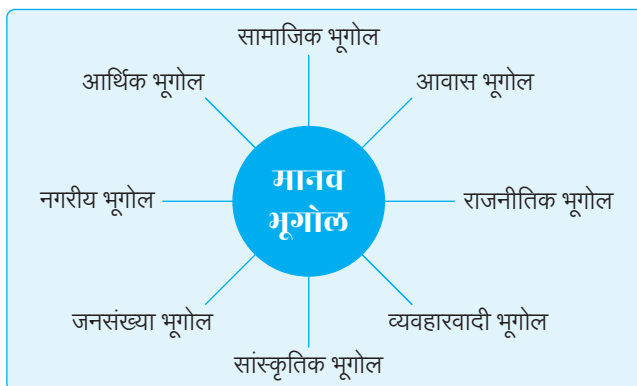 सामाजिक भूगोल
आर्थिक भूगोल
आवास भूगोल
मानव
भूगोल
नगरीय भूगोल
राजनीतिक भूगोल
जनसंख्या भूगोल
व्यवहारवादी भूगोल
सांस्कृतिक भूगोल